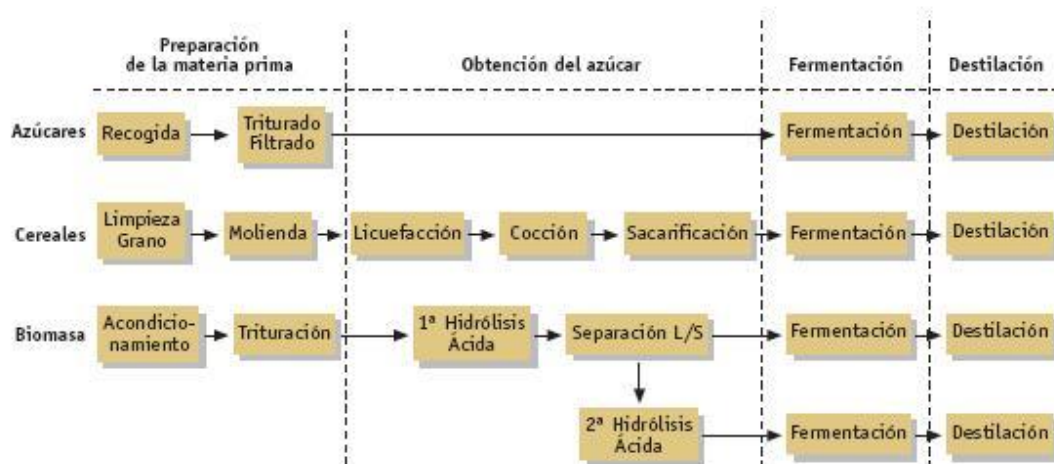 Preparación
de la materia prima
Obtención del azúcar
Fermentación
Destilación
Azúcares
Recogida
Triturado
Filtrado
Fermentación
Destilación
Cereales
Limpieza
Grano
Molienda
Licuefacción
Cocción
Sacarificación
Fermentación
Destilación
Biomasa
Acondicio-
namiento
Trituración
1ª Hidrólisis
Ácida
Separación L/S
Fermentación
Destilación
2ª Hidrólisis
Ácida
Fermentación
Destilación